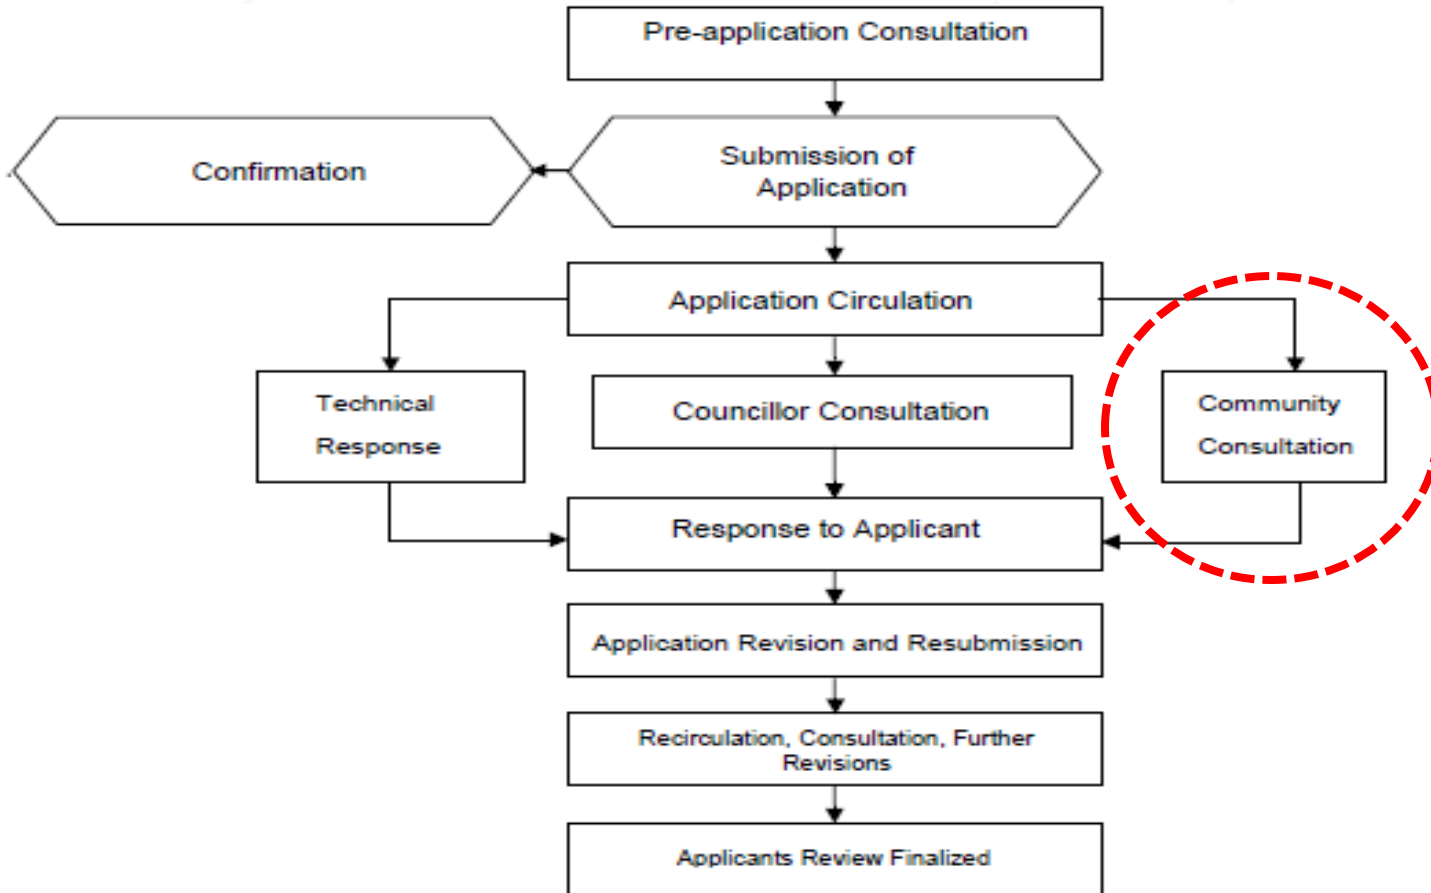 Pre-application Consultation
Confirmation
Submission of
Application
Application Circulation
Technical
Response
Councillor Consultation
Community
Consultation
Response to Applicant
Application Revision and Resubmission
Recirculation, Consultation, Further
Revisions
Applicants Review Finalized